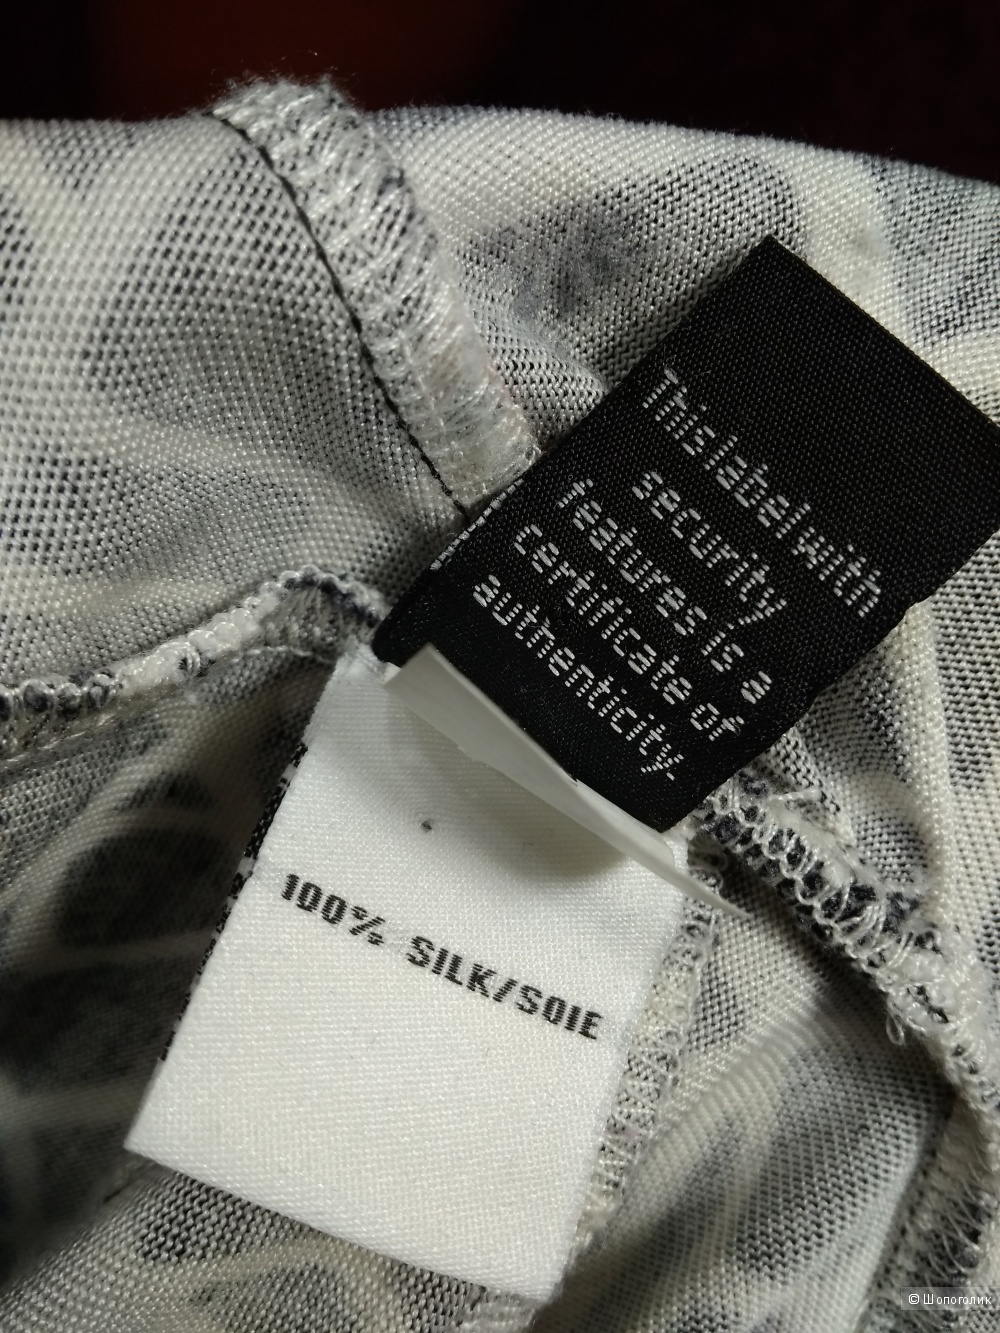 This label with
security
features is a
certificate of
authenticity.
100% SILK/SOIE
© Шопоголик